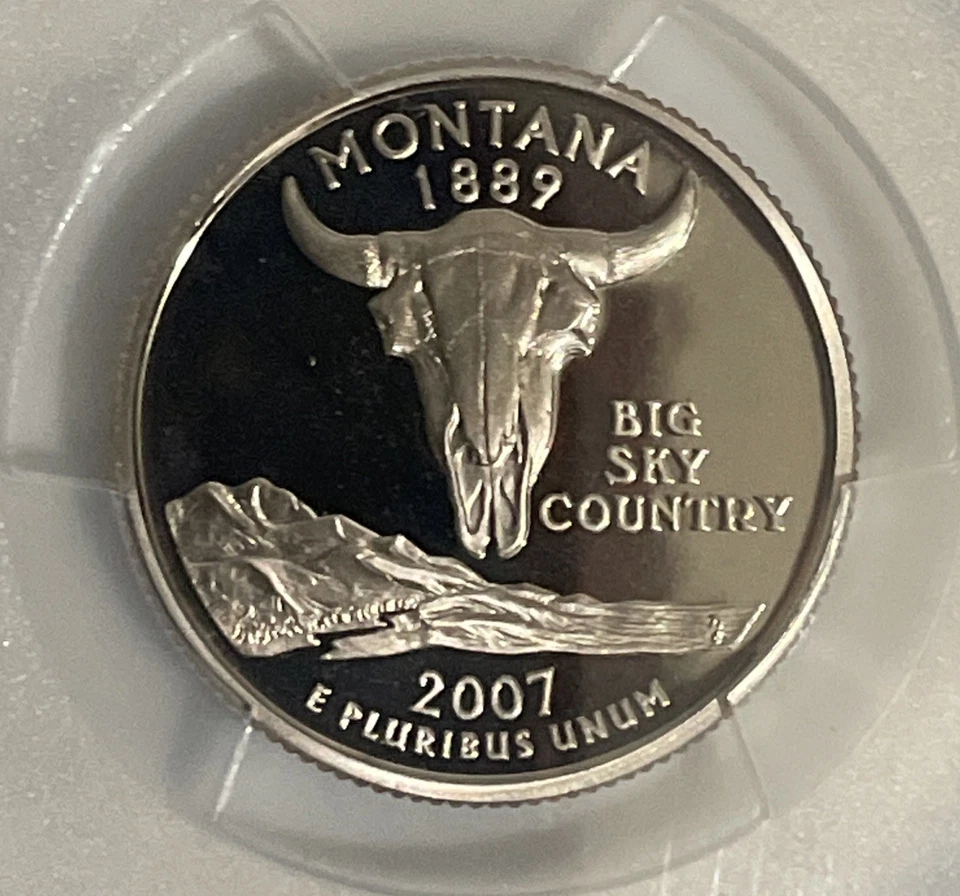 MONTANA
1889
BIG
SKY
COUNTRY
2007
E PLURIBUS UNUM